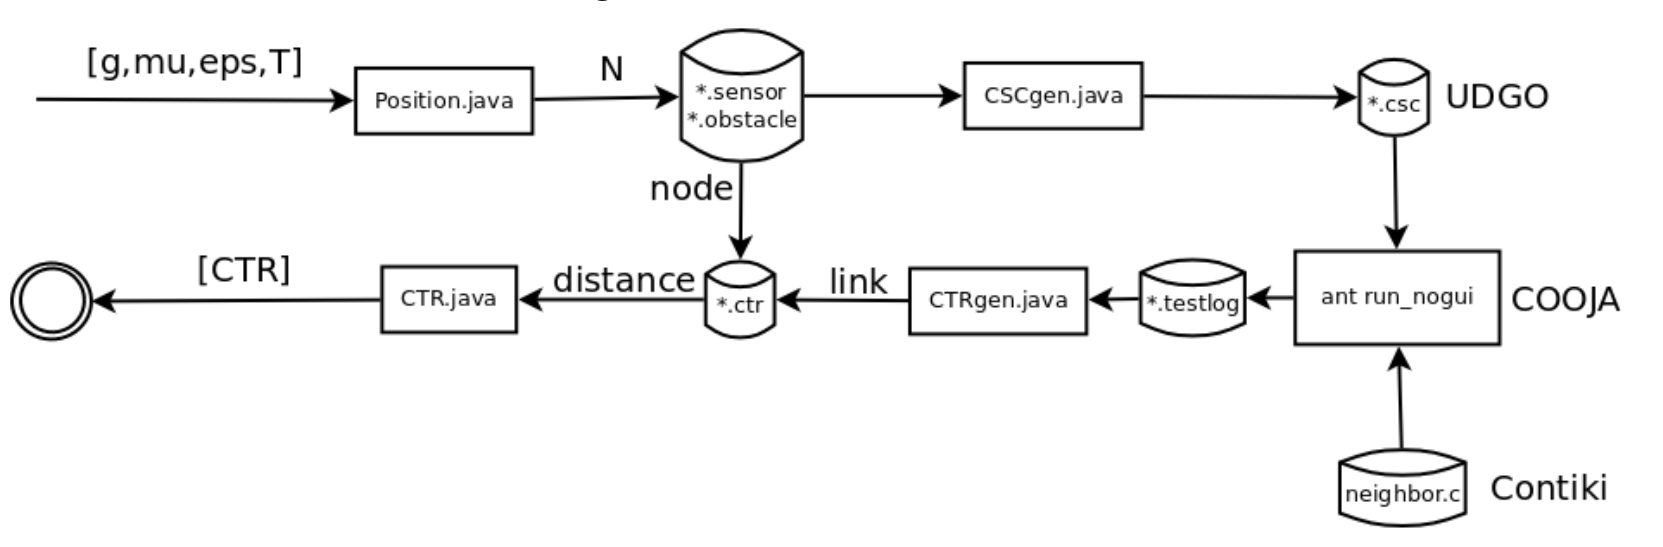 [g,mu,eps,T]
Position.java
N
*.sensor
*.obstacle
CSCgen.java
*.csc
UDGO
node
[CTR]
CTR.java
distance
*.ctr
link
CTRgen.java
*.testlog
ant run_nogui
COOJA
neighbor.c
Contiki